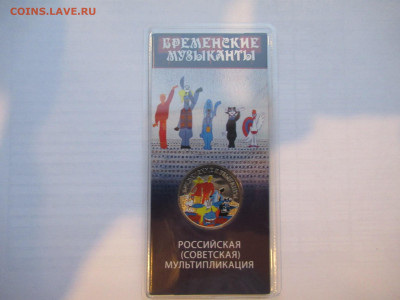 COINS.LAVE.RU
БРЕМЕНСКИЕ
МУЗЫКАНТЫ
РОССИЙСКАЯ
(СОВЕТСКАЯ)
МУЛЬТИПЛИКАЦИЯ